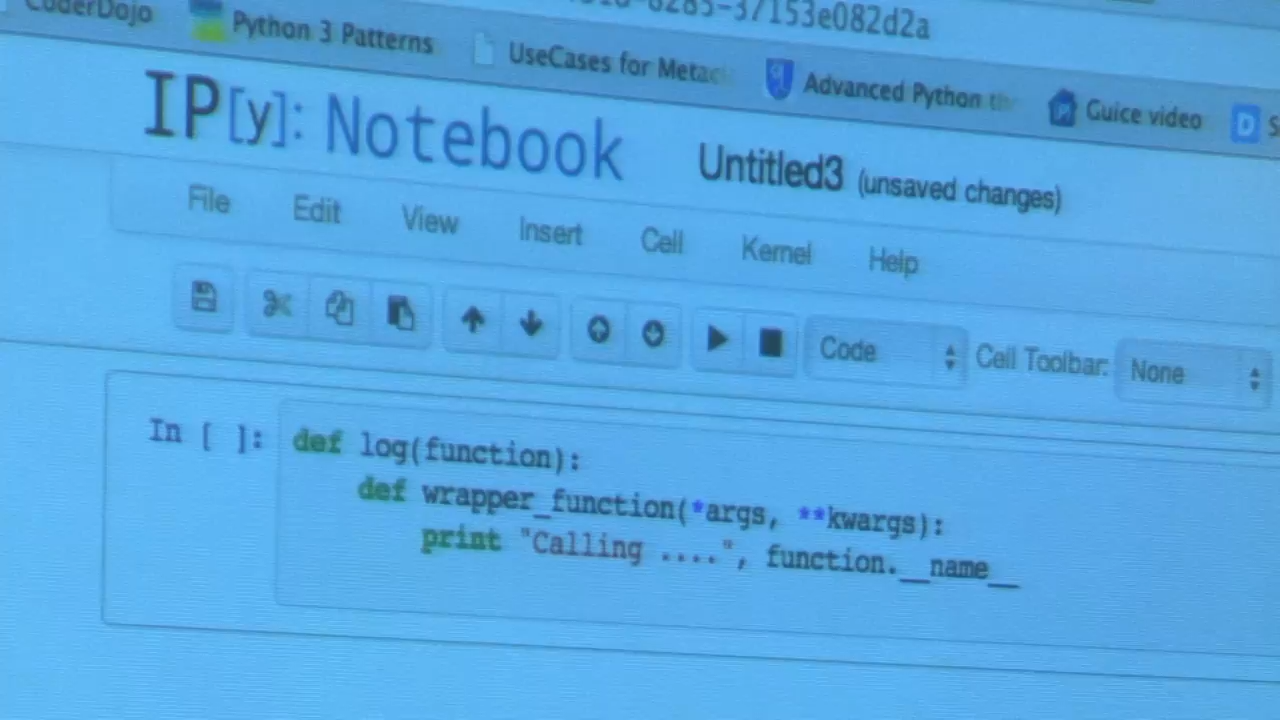 8285-37153e082d2a
CoderDojo Python 3 Patterns UseCases for Metac Advanced Python th Guice video D S
IP[y]: Notebook Untitled3 (unsaved changes)
File Edit View Insert Cell Kernel Help
Code Cell Toolbar: None
In [ ]: def log(function):
def wrapper_function(*args, **kwargs):
print "Calling ....", function.__name__